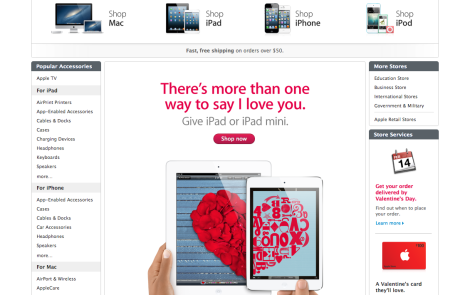 Shop
Mac
Shop
iPad
Shop
iPhone
Shop
iPod
Fast, free shipping on orders over $50.
Popular Accessories
Apple TV
For iPad
AirPrint Printers
App-Enabled Accessories
Cables & Docks
Cases
Charging Devices
Headphones
Keyboards
Speakers
more...
For iPhone
App-Enabled Accessories
Cases
Cables & Docks
Car Accessories
Headphones
Speakers
more...
For Mac
AirPort & Wireless
AppleCare
There's more than one
way to say I love you.
Give iPad or iPad mini.
Shop now
More Stores
Education Store
Business Store
International Stores
Government & Military
Apple Retail Stores
Store Services
14
Get your order
delivered by
Valentine's Day.
Find out when to place
your order.
Learn more
A Valentine's card
they'll love.